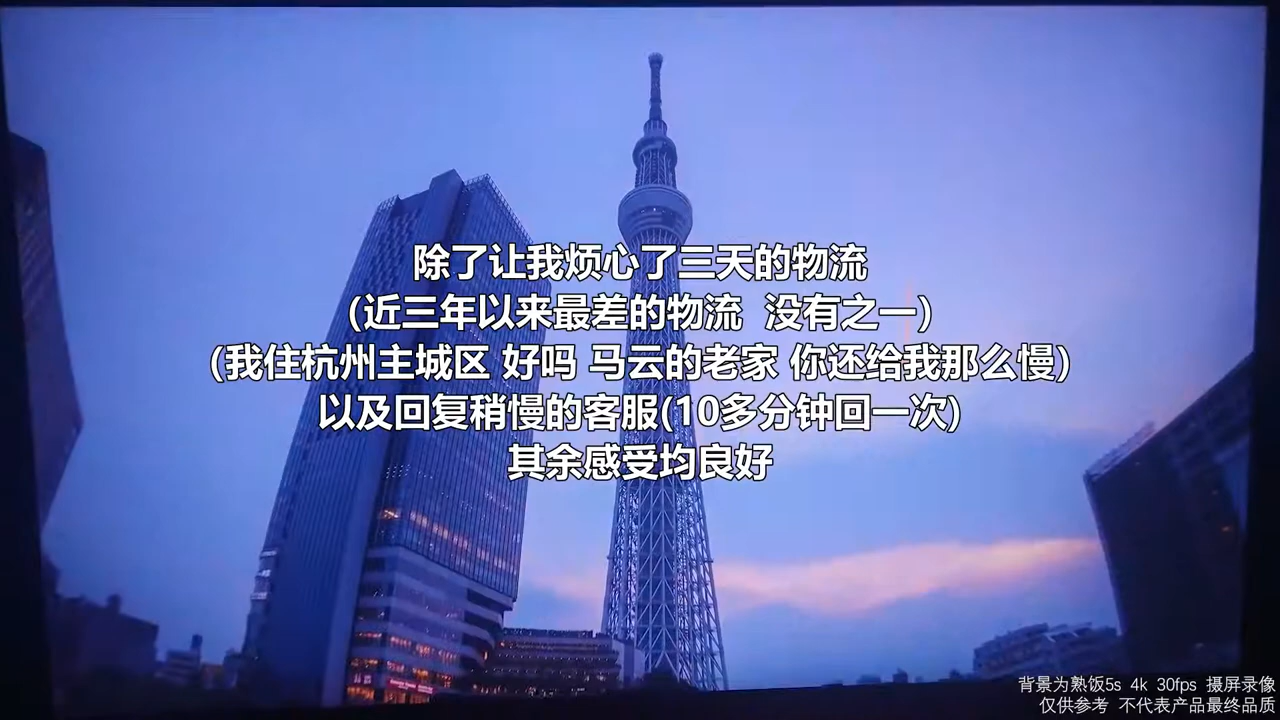 除了让我烦心了三天的物流
(近三年以来最差的物流  没有之一)
(我住杭州主城区 好吗 马云的老家 你还给我那么慢)
以及回复稍慢的客服(10多分钟回一次)
其余感受均良好
背景为熟饭5s  4k  30fps  摄屏录像
仅供参考  不代表产品最终品质